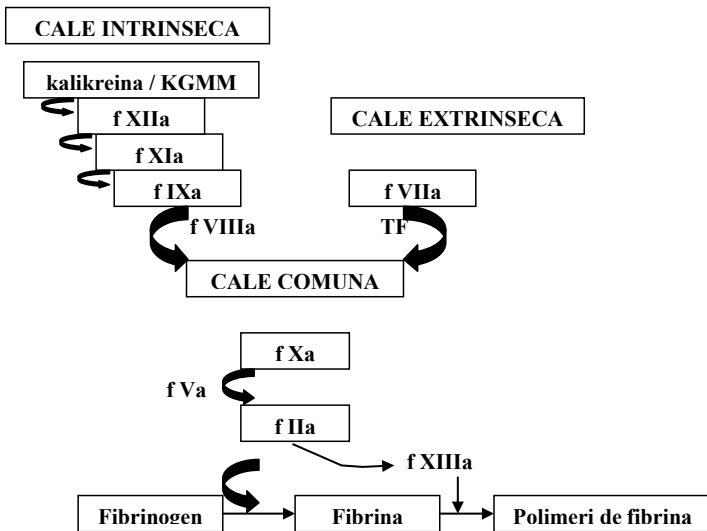 CALE INTRINSECA
kalikreina / KGMM
f XIIa
CALE EXTRINSECA
f XIa
f IXa
f VIIa
f VIIIa
TF
CALE COMUNA
f Xa
f Va
f IIa
f XIIIa
Fibrinogen
Fibrina
Polimeri de fibrina